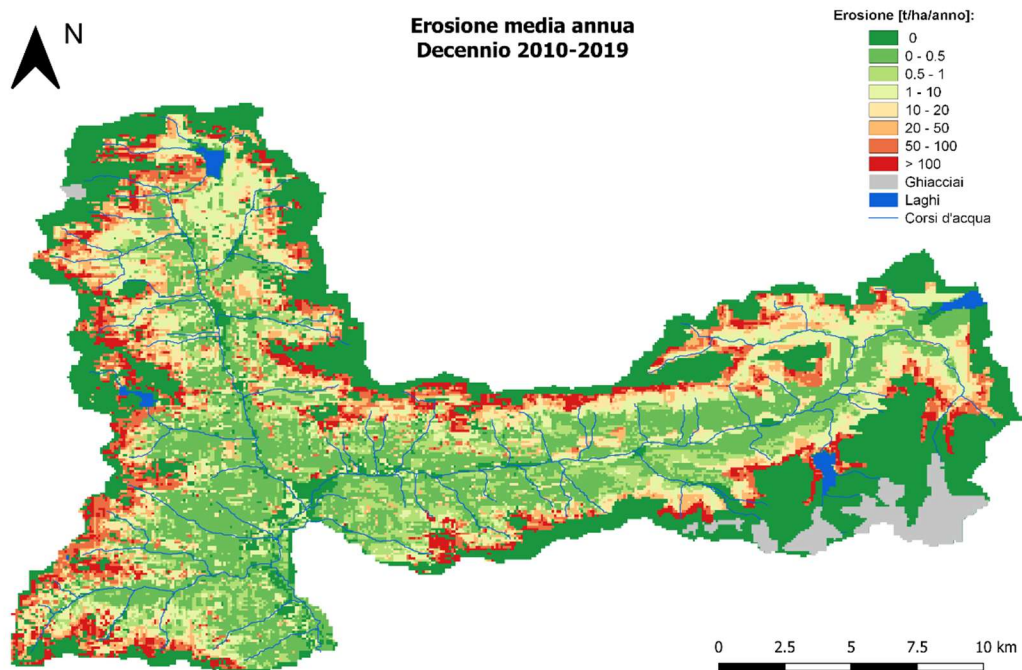 N
Erosione media annua
Decennio 2010-2019
Erosione [t/ha/anno]:
0
0 - 0.5
0.5 - 1
1 - 10
10 - 20
20 - 50
50 - 100
> 100
Ghiacciai
Laghi
Corsi d'acqua
0 2.5 5 7.5 10 km